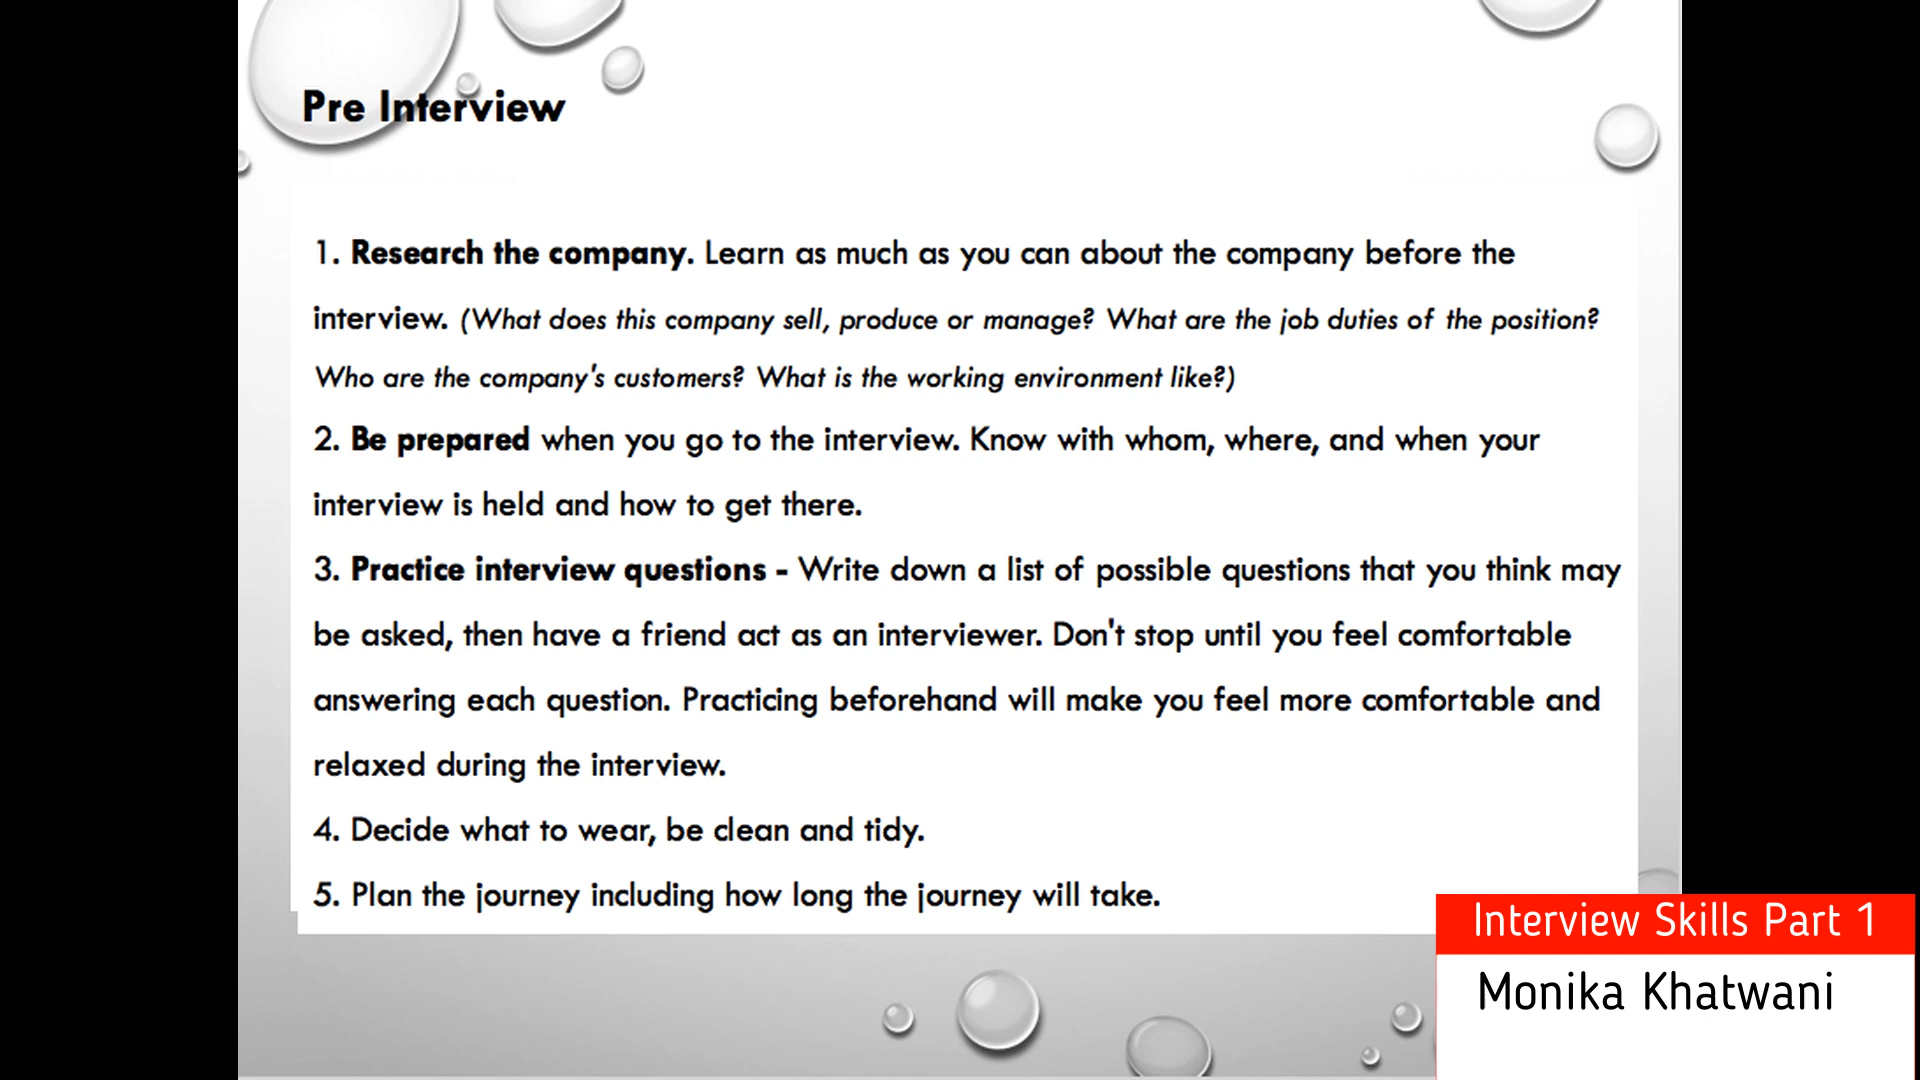 Pre Interview
1. Research the company. Learn as much as you can about the company before the
interview. (What does this company sell, produce or manage? What are the job duties of the position?
Who are the company's customers? What is the working environment like?)
2. Be prepared when you go to the interview. Know with whom, where, and when your
interview is held and how to get there.
3. Practice interview questions - Write down a list of possible questions that you think may
be asked, then have a friend act as an interviewer. Don't stop until you feel comfortable
answering each question. Practicing beforehand will make you feel more comfortable and
relaxed during the interview.
4. Decide what to wear, be clean and tidy.
5. Plan the journey including how long the journey will take.
Interview Skills Part 1
Monika Khatwani